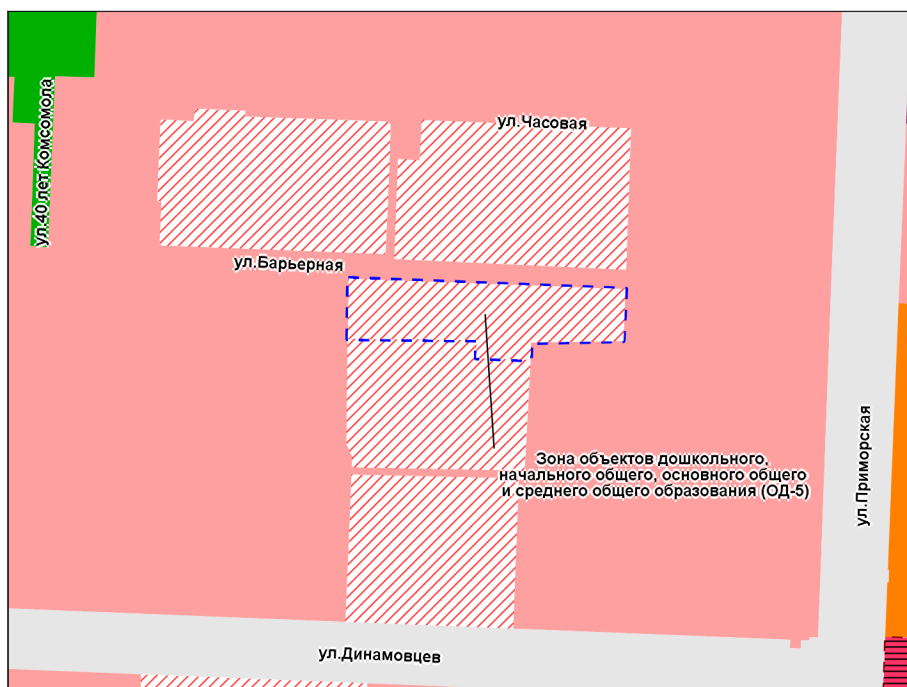 ул.40 лет Комсомола
ул.Часовая
ул.Барьерная
Зона объектов дошкольного,
начального общего, основного общего
и среднего общего образования (ОД-5)
ул.Приморская
ул.Динамовцев